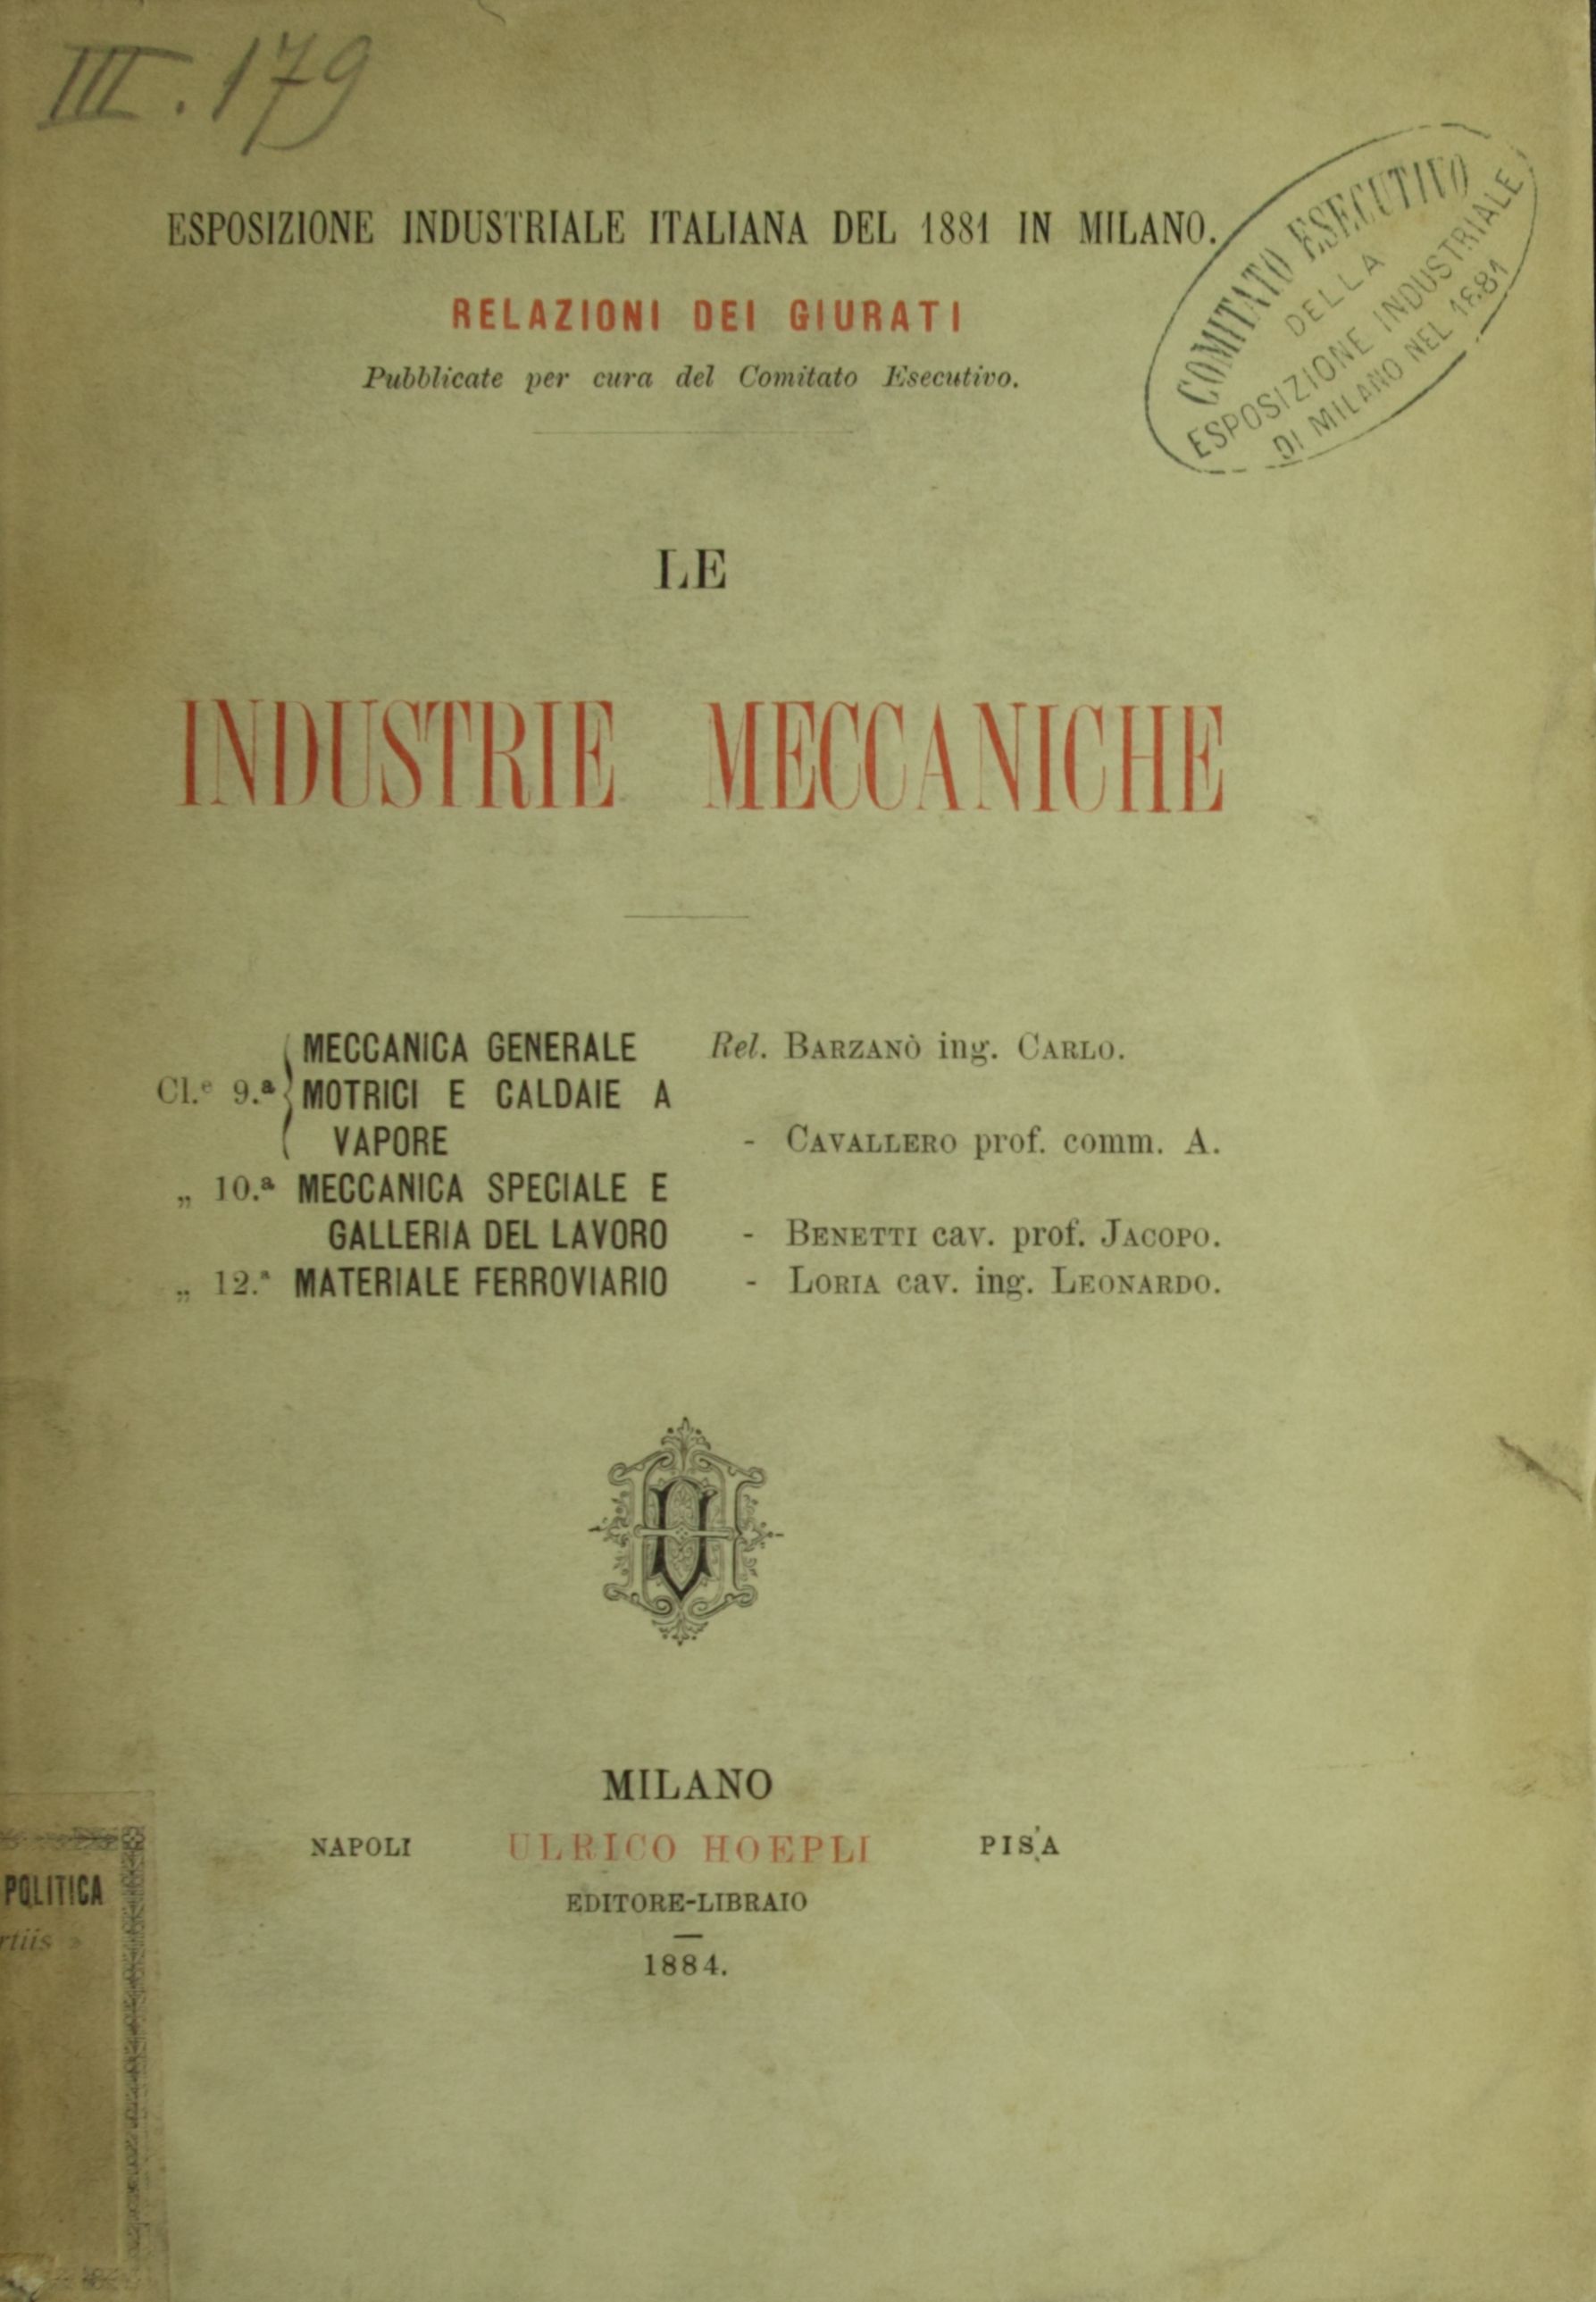 III. 179
ESPOSIZIONE INDUSTRIALE ITALIANA DEL 1881 IN MILANO.
COMITATO ESECUTIVO
DELLA
ESPOSIZIONE INDUSTRIALE
DI MILANO NEL 1881
RELAZIONI DEI GIURATI
Pubblicate per cura del Comitato Esecutivo.
LE
INDUSTRIE MECCANICHE
MECCANICA GENERALE Rel. BARZANÒ ing. CARLO.
Cl.e 9.a MOTRICI E CALDAIE A
VAPORE - CAVALLERO prof. comm. A.
„ 10.a MECCANICA SPECIALE E
GALLERIA DEL LAVORO - BENETTI cav. prof. JACOPO.
„ 12.a MATERIALE FERROVIARIO - LORIA cav. ing. LEONARDO.
UH
MILANO
NAPOLI ULRICO HOEPLI PISA
EDITORE-LIBRAIO
1884.
POLITICA
rtiis »